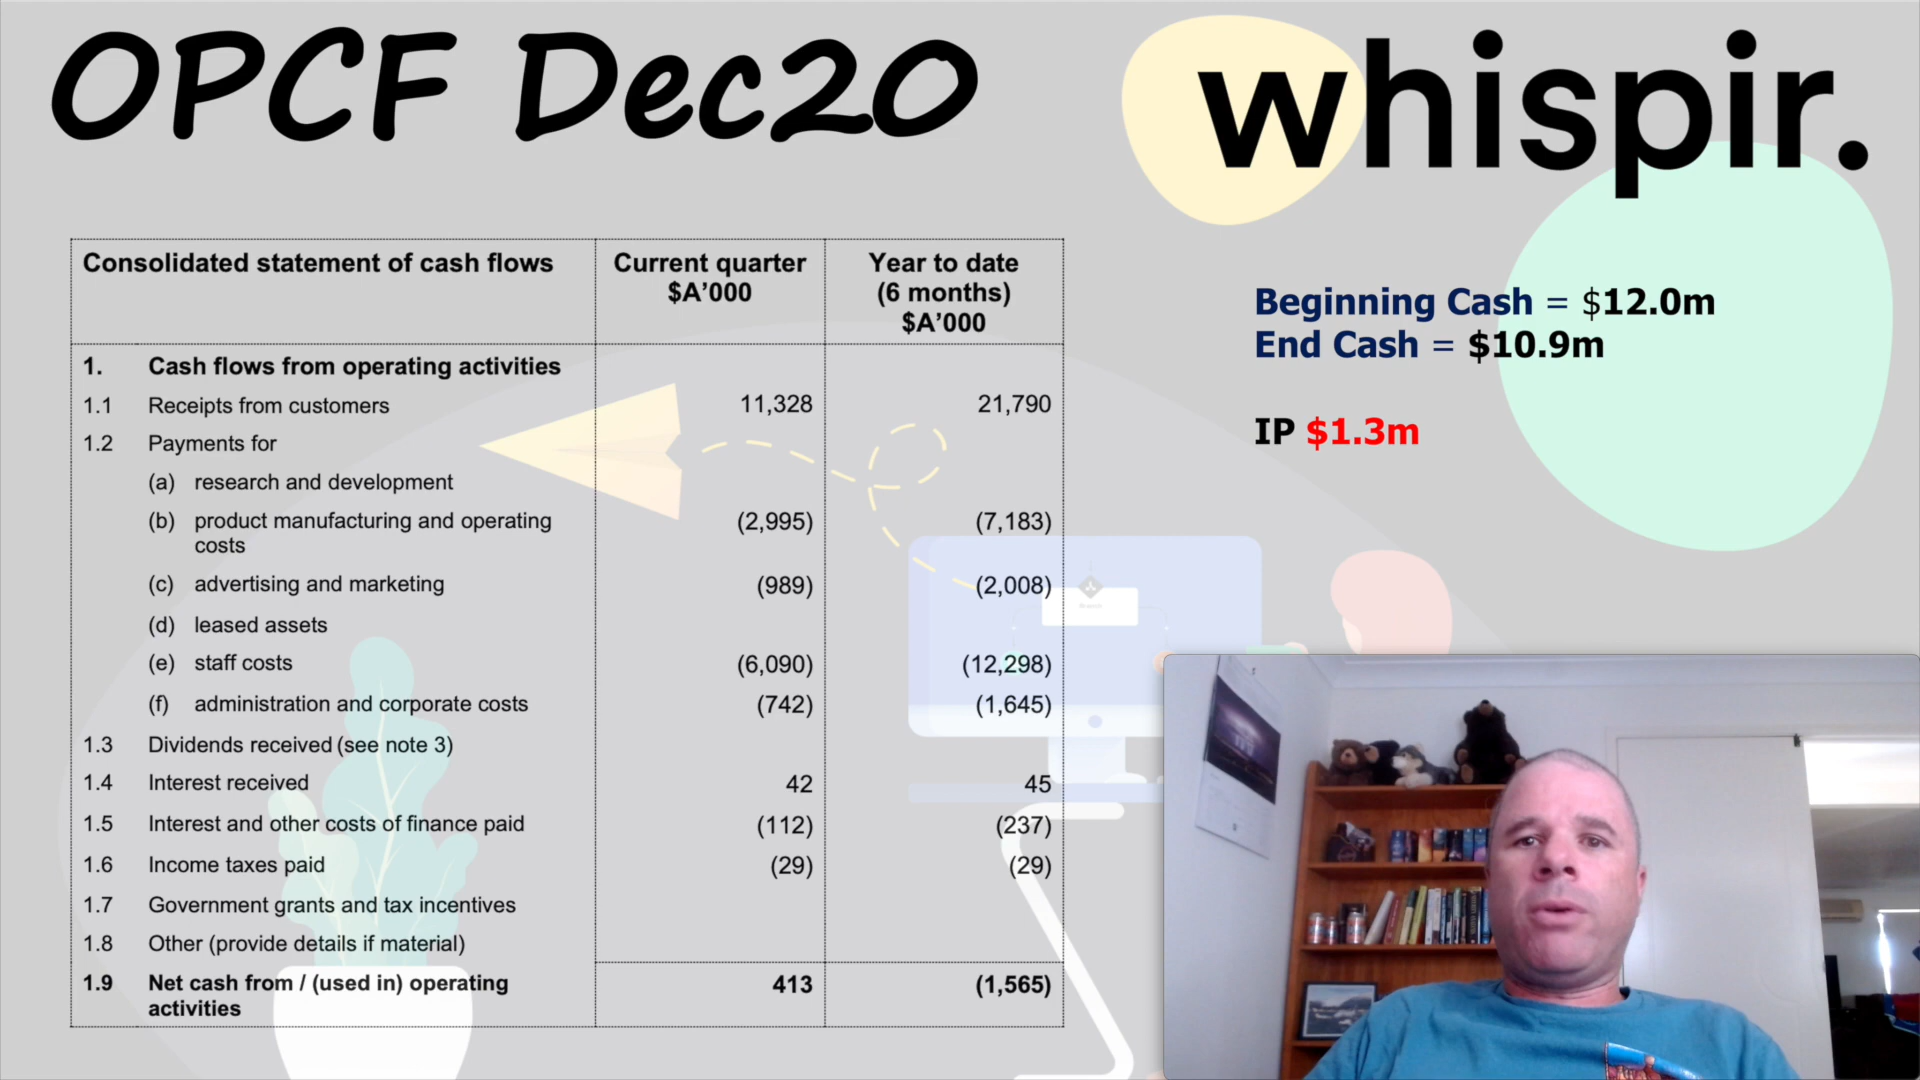 OPCF Dec20
whispir.
Consolidated statement of cash flows
Current quarter
$A’000
Year to date
(6 months)
$A’000
Beginning Cash = $12.0m
End Cash = $10.9m
IP $1.3m
1. Cash flows from operating activities
1.1 Receipts from customers 11,328 21,790
1.2 Payments for
(a) research and development
(b) product manufacturing and operating
costs (2,995) (7,183)
(c) advertising and marketing (989) (2,008)
(d) leased assets
(e) staff costs (6,090) (12,298)
(f) administration and corporate costs (742) (1,645)
1.3 Dividends received (see note 3)
1.4 Interest received 42 45
1.5 Interest and other costs of finance paid (112) (237)
1.6 Income taxes paid (29) (29)
1.7 Government grants and tax incentives
1.8 Other (provide details if material)
1.9 Net cash from / (used in) operating
activities 413 (1,565)